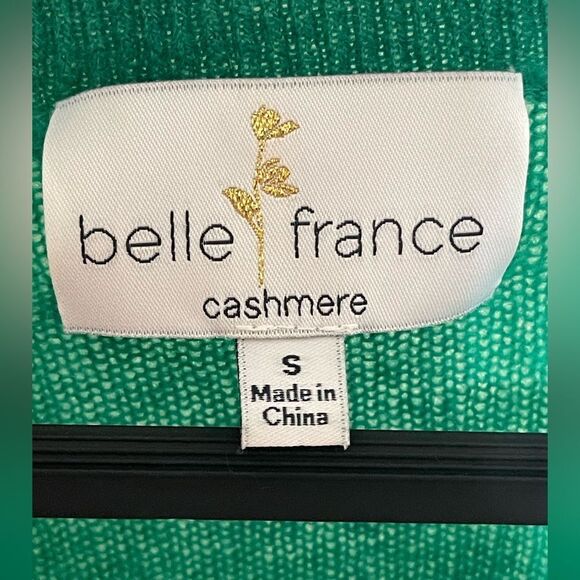 belle france
cashmere
S
Made in
China